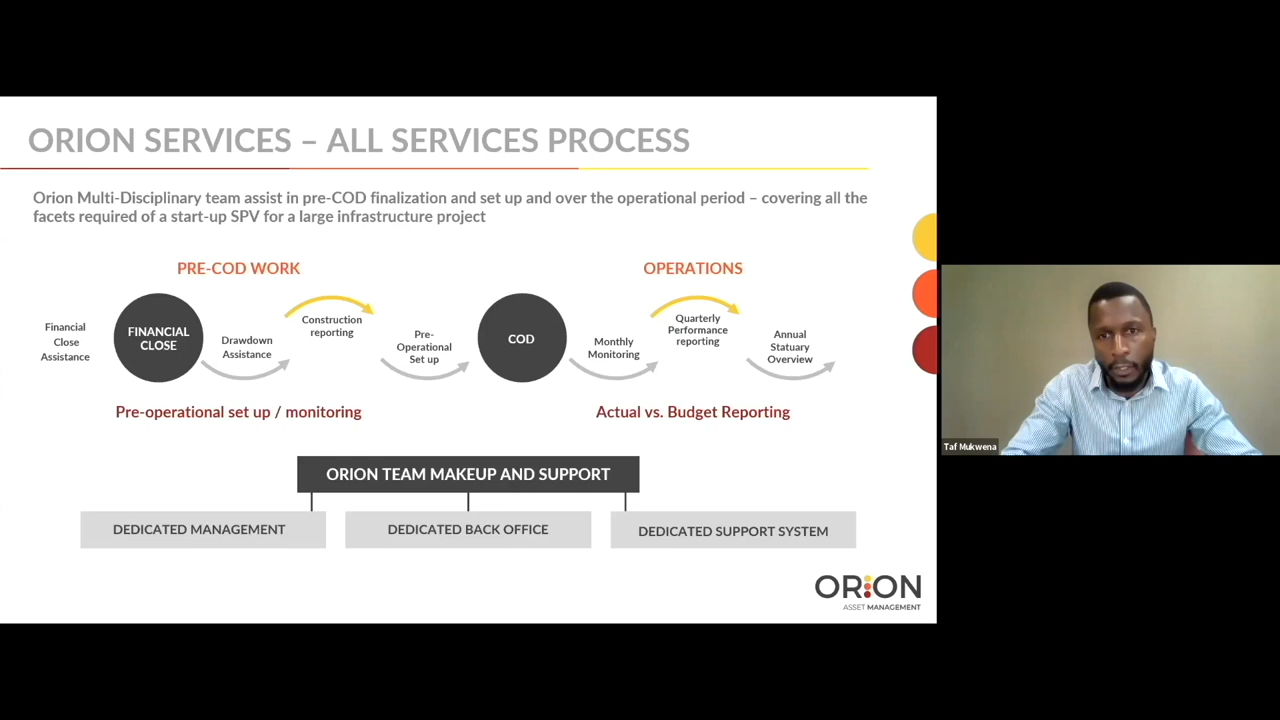 ORION SERVICES – ALL SERVICES PROCESS
Orion Multi-Disciplinary team assist in pre-COD finalization and set up and over the operational period – covering all the
facets required of a start-up SPV for a large infrastructure project
PRE-COD WORK
Financial
Close
Assistance
FINANCIAL
CLOSE
Drawdown
Assistance
Construction
reporting
Pre-
Operational
Set up
Pre-operational set up / monitoring
OPERATIONS
COD
Monthly
Monitoring
Quarterly
Performance
reporting
Annual
Statuary
Overview
Actual vs. Budget Reporting
ORION TEAM MAKEUP AND SUPPORT
DEDICATED MANAGEMENT
DEDICATED BACK OFFICE
DEDICATED SUPPORT SYSTEM
ORION
ASSET MANAGEMENT
Taf Mukwena